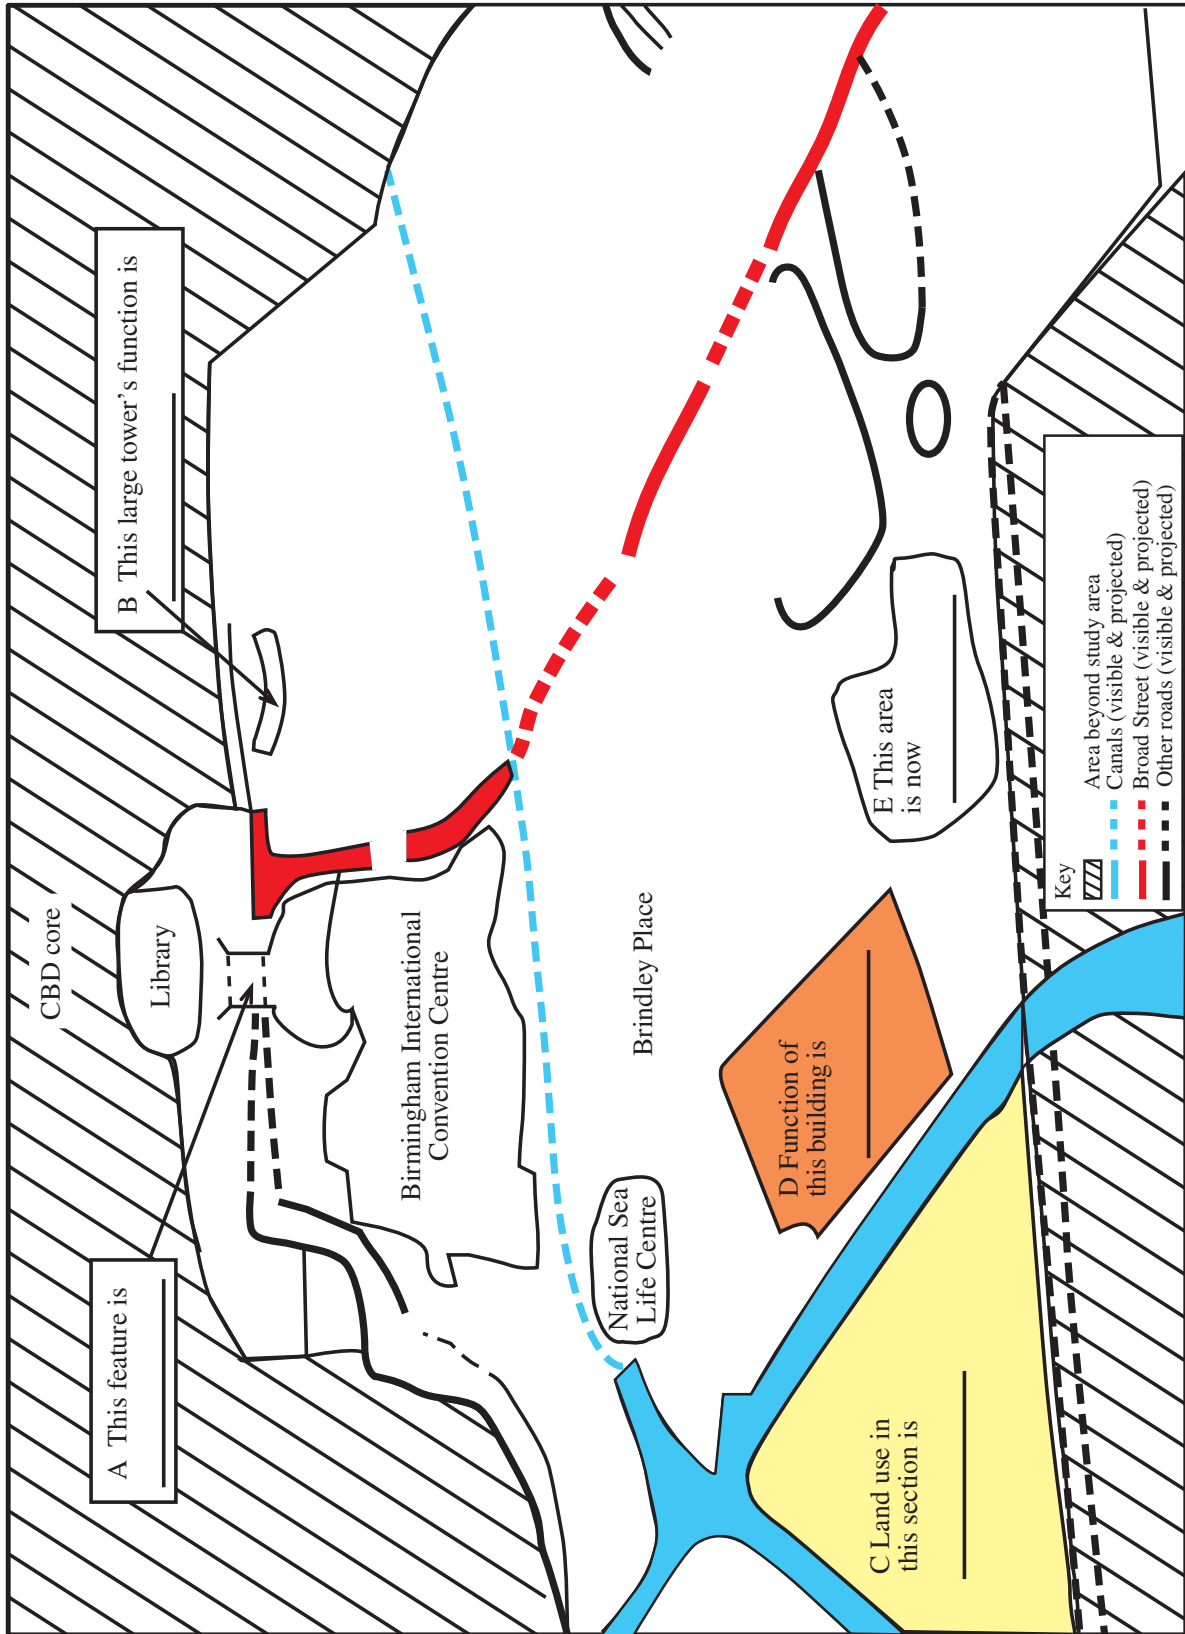 A This feature is
B This large tower's function is
CBD core
Library
Birmingham International
Convention Centre
National Sea
Life Centre
Brindley Place
C Land use in
this section is
D Function of
this building is
E This area
is now
Key
Area beyond study area
Canals (visible & projected)
Broad Street (visible & projected)
Other roads (visible & projected)